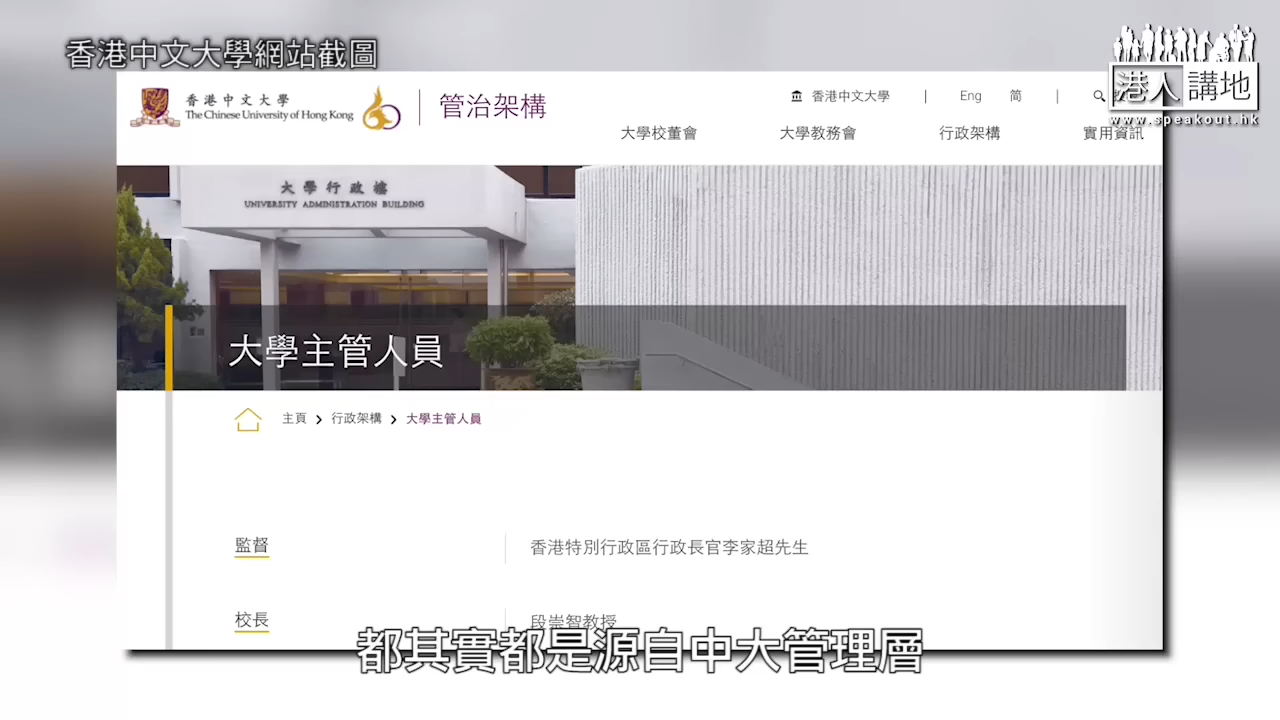 香港中文大學網站截圖
港人講地
www.speakout.hk
香港中文大學
The Chinese University of Hong Kong
管治架構
香港中文大學
Eng
简
大學校董會
大學教務會
行政架構
實用資訊
大學行政樓
UNIVERSITY ADMINISTRATION BUILDING
大學主管人員
主頁 > 行政架構 > 大學主管人員
監督
香港特別行政區行政長官李家超先生
校長
段崇智教授
都其實都是源自中大管理層